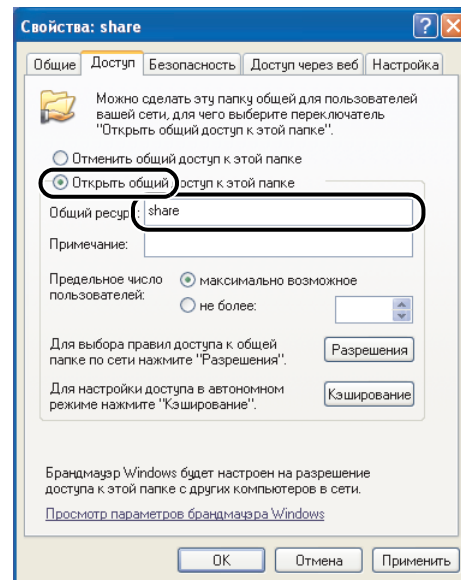 Свойства: share
Общие Доступ Безопасность Доступ через веб Настройка
Можно сделать эту папку общей для пользователей
вашей сети, для чего выберите переключатель
"Открыть общий доступ к этой папке".
Отменить общий доступ к этой папке
Открыть общий доступ к этой папке
Общий ресурс: share
Примечание:
Предельное число
пользователей:
максимально возможное
не более:
Для выбора правил доступа к общей
папке по сети нажмите "Разрешения".
Разрешения
Для настройки доступа в автономном
режиме нажмите "Кэширование".
Кэширование
Брандмауэр Windows будет настроен на разрешение
доступа к этой папке с других компьютеров в сети.
Просмотр параметров брандмауэра Windows
OK Отмена Применить